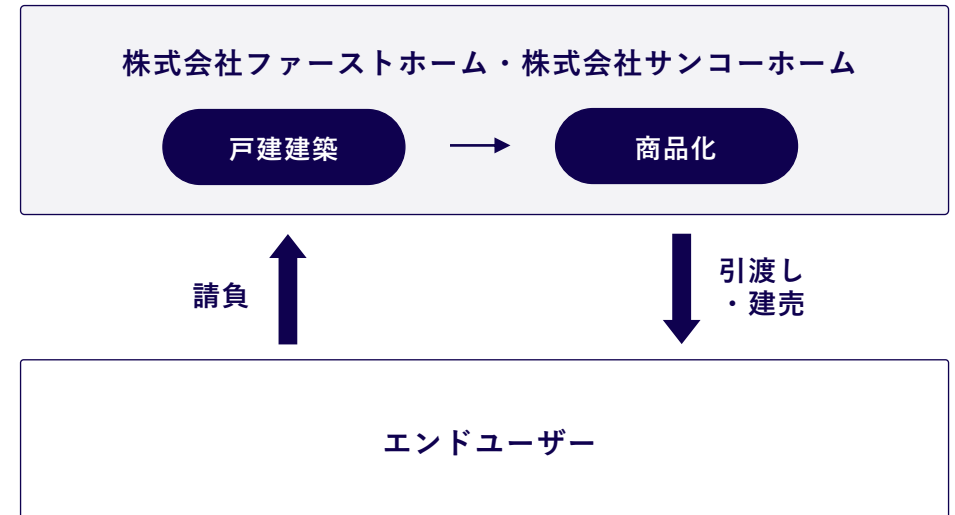 株式会社ファーストホーム・株式会社サンコーホーム
戸建建築
商品化
請負
引渡し
・建売
エンドユーザー